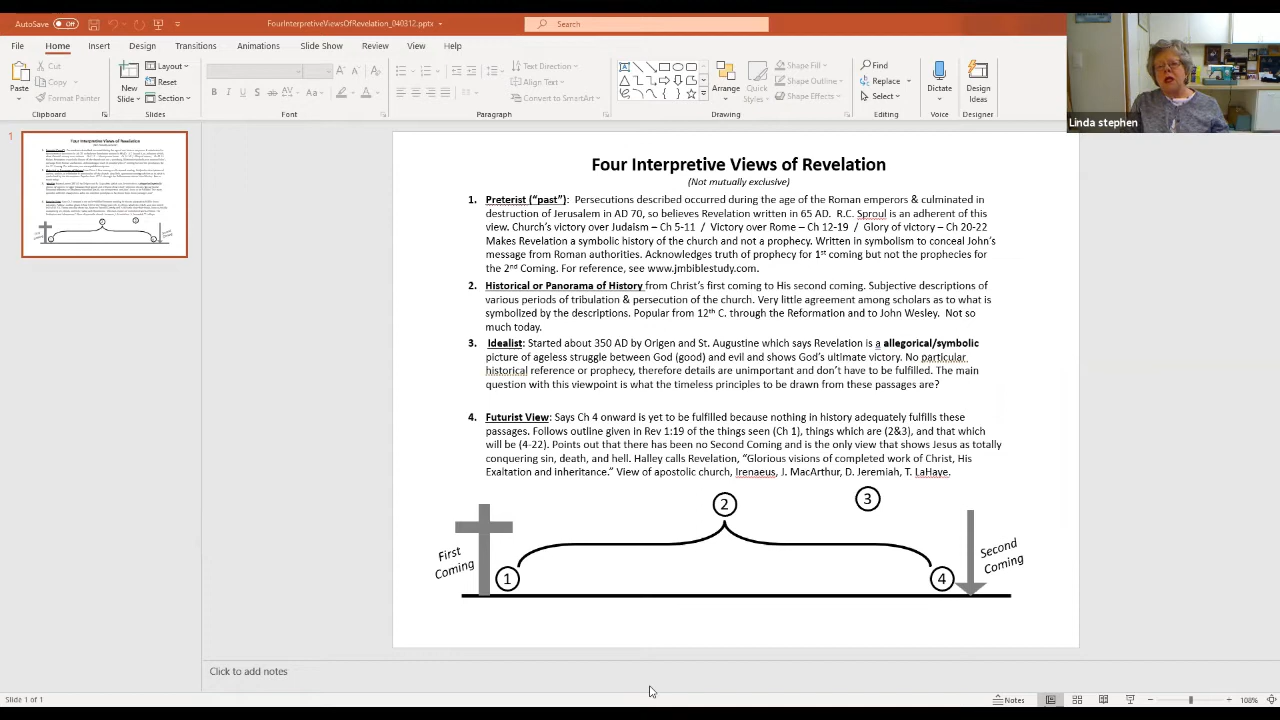 AutoSave Off
FourInterpretiveViewsOfRevelation_040312.pptx
Search
File Home Insert Design Transitions Animations Slide Show Review View Help
Paste
Cut
Copy
Format Painter
Clipboard
New Slide
Layout
Reset
Section
Slides
B I U S ab AV Aa A
Font
Text Direction
Align Text
Convert to SmartArt
Paragraph
Arrange
Quick Styles
Shape Fill
Shape Outline
Shape Effects
Drawing
Find
Replace
Select
Editing
Dictate
Voice
Design Ideas
Designer
Linda stephen
1
Four Interpretive Views of Revelation
(Not mutually exclusive)
1. Preterist ("past"): Persecutions described occurred during the age of the Roman emperors & culminated in
destruction of Jerusalem in AD 70, so believes Revelation written in 65 AD. R.C. Sproul is an adherent of this
view. Church's victory over Judaism – Ch 5-11 / Victory over Rome – Ch 12-19 / Glory of victory – Ch 20-22
Makes Revelation a symbolic history of the church and not a prophecy. Written in symbolism to conceal John's
message from Roman authorities. Acknowledges truth of prophecy for 1st coming but not the prophecies for
the 2nd Coming. For reference, see www.jmbiblestudy.com.
2. Historical or Panorama of History from Christ's first coming to His second coming. Subjective descriptions of
various periods of tribulation & persecution of the church. Very little agreement among scholars as to what is
symbolized by the descriptions. Popular from 12th C. through the Reformation and to John Wesley. Not so
much today.
3. Idealist: Started about 350 AD by Origen and St. Augustine which says Revelation is a allegorical/symbolic
picture of ageless struggle between God (good) and evil and shows God's ultimate victory. No particular
historical reference or prophecy, therefore details are unimportant and don't have to be fulfilled. The main
question with this viewpoint is what the timeless principles to be drawn from these passages are?
4. Futurist View: Says Ch 4 onward is yet to be fulfilled because nothing in history adequately fulfills these
passages. Follows outline given in Rev 1:19 of the things seen (Ch 1), things which are (2&3), and that which
will be (4-22). Points out that there has been no Second Coming and is the only view that shows Jesus as totally
conquering sin, death, and hell. Halley calls Revelation, "Glorious visions of completed work of Christ, His
Exaltation and inheritance." View of apostolic church, Irenaeus, J. MacArthur, D. Jeremiah, T. LaHaye.
2
3
First
Coming
1
4
Second
Coming
Click to add notes
Slide 1 of 1
Notes
108%